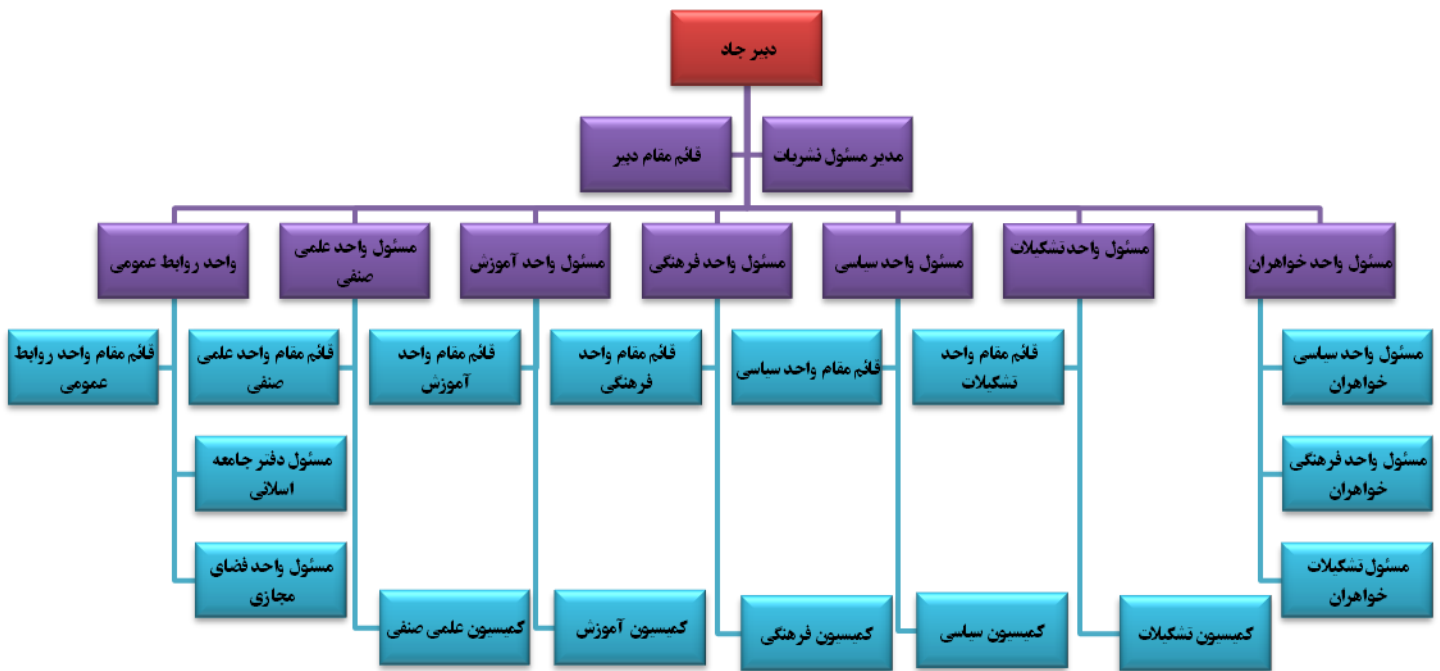 دبیر جاد
مدیر مسئول نشریات
قائم مقام دبیر
مسئول واحد خواهران
مسئول واحد تشکیلات
مسئول واحد سیاسی
مسئول واحد فرهنگی
مسئول واحد آموزش
مسئول واحد علمی
صنفی
واحد روابط عمومی
مسئول واحد سیاسی
خواهران
قائم مقام واحد
تشکیلات
قائم مقام واحد سیاسی
قائم مقام واحد
فرهنگی
قائم مقام واحد
آموزش
قائم مقام واحد علمی
صنفی
قائم مقام واحد روابط
عمومی
مسئول واحد فرهنگی
خواهران
مسئول دفتر جامعه
اسلانی
مسئول تشکیلات
خواهران
مسئول واحد فضای
مجازی
کمیسیون تشکیلات
کمیسیون سیاسی
کمیسیون فرهنگی
کمیسیون آموزش
کمیسیون علمی صنفی